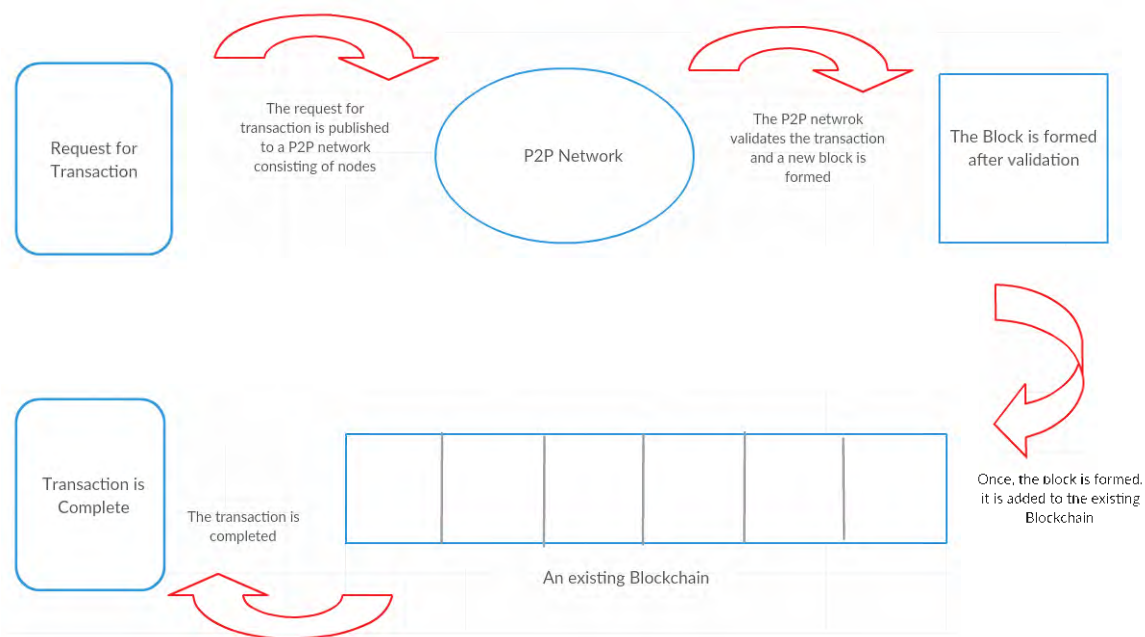 Request for
Transaction
The request for
transaction is published
to a P2P network
consisting of nodes
P2P Network
The P2P netwrok
validates the transaction
and a new block is
formed
The Block is formed
after validation
Once, the block is formed.
it is added to the existing
Blockchain
An existing Blockchain
The transaction is
completed
Transaction is
Complete